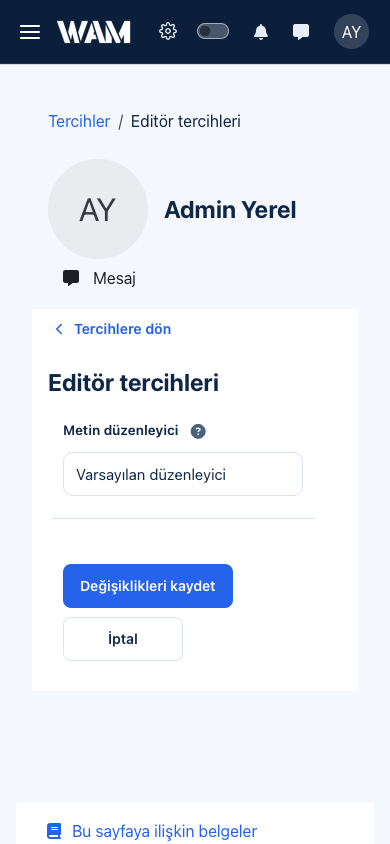 WAM
AY
Tercihler / Editör tercihleri
AY
Admin Yerel
Mesaj
Tercihlere dön
Editör tercihleri
Metin düzenleyici ?
Varsayılan düzenleyici
Değişiklikleri kaydet
İptal
Bu sayfaya ilişkin belgeler